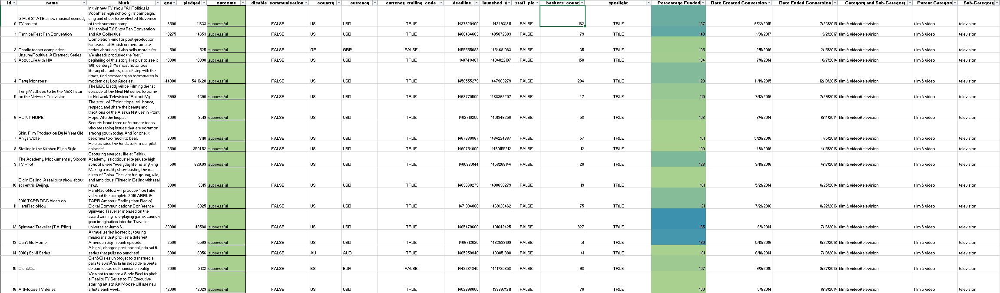 id name blurb goa pledged outcome disable_communication country currency currency_trailing_code deadline launched_a staff_pic backers_count spotlight Percentage Funded Date Created Conversion Date Ended Conversion Category and Sub-Category Parent Category Sub-Category
In this new TV show "All Politics is
Vocal" as high school girls campaign,
sing and cheer to be elected Governor
GIRLS STATE a new musical comedy of their summer camp.
0 TV project 8500 11633 successful FALSE US USD TRUE 1437620400 1434931811 FALSE 182 TRUE 137 6/22/2015 7/23/2015 film & video/television film & video television
A Hannibal TV Show Fan Convention
1 FannibalFest Fan Convention and Art Collective 10275 14653 successful FALSE US USD TRUE 1488464683 1485872683 FALSE 79 TRUE 143 1/31/2017 3/2/2017 film & video/television film & video television
Completion fund for post-production
for teaser of British crime/drama tv
2 Charlie teaser completion series about a girl who sells morals for 500 525 successful FALSE GB GBP FALSE 1455555083 1454691083 FALSE 35 TRUE 105 2/5/2016 2/15/2016 film & video/television film & video television
Unsure/Positive: A Dramedy Series We already produced the "very"
3 About Life with HIV beginning of this story. Help us to see it 10000 10390 successful FALSE US USD TRUE 1407414107 1404822107 FALSE 150 TRUE 104 7/8/2014 8/7/2014 film & video/television film & video television
19th centuryâ|™s most notorious
literary characters, out of step with the
times, find comradery as roommates in
4 Party Monsters modern day Los Angeles. 44000 54116.28 successful FALSE US USD TRUE 1450555279 1447963279 FALSE 284 TRUE 123 11/19/2015 12/19/2015 film & video/television film & video television
The BBQ Daddy will be Filming the 1st
Terry Matthews to be the NEXT star episode of the Next Hit series to come
5 on the Network Television to Network Television "Bailout My 3999 4390 successful FALSE US USD TRUE 1469770500 1468362207 FALSE 47 TRUE 110 7/12/2016 7/29/2016 film & video/television film & video television
The story of "Point Hope" will honor,
respect, and share the beauty and
traditions of the Alaska Natives in Point
6 POINT HOPE Hope, AK: the Inupiat 8000 8519 successful FALSE US USD TRUE 1402710250 1401846250 FALSE 58 TRUE 106 6/4/2014 6/14/2014 film & video/television film & video television
Secrets bond three unfortunate teens
who are facing issues that are common
Skin: Film Production By 14 Year Old among youth today. And for one, it
7 Aniya Wolfe becomes too much to bear. 9000 9110 successful FALSE US USD TRUE 1467680867 1464224867 FALSE 57 TRUE 101 5/26/2016 7/5/2016 film & video/television film & video television
Help us raise the funds to film our pilot
8 Sizzling in the Kitchen Flynn Style episode! 3500 3501.52 successful FALSE US USD TRUE 1460754000 1460155212 FALSE 12 TRUE 100 4/8/2016 4/15/2016 film & video/television film & video television
Capturing everyday life at Falkirk
The Academy: Mockumentary Sitcom Academy, a fictitious elite private high
9 TV Pilot school where "everyday life" is anything 500 629.99 successful FALSE US USD TRUE 1460860144 1458268144 FALSE 20 TRUE 126 3/18/2016 4/17/2016 film & video/television film & video television
Making a reality show casting the real
elites of China. They are fun, young, wild,
Big in Beijing. A reality tv show about and ambitious. Filmed in Beijing with real
10 eccentric Beijing. risks. 3000 3015 successful FALSE US USD TRUE 1403660279 1400636279 FALSE 19 TRUE 101 5/21/2014 6/25/2014 film & video/television film & video television
HamRadioNow will produce YouTube
video of the complete 2016 ARRL &
2016 TAPR DCC Video on TAPR Amateur Radio (Ham Radio)
11 HamRadioNow Digital Communications Conference 5000 6025 successful FALSE US USD TRUE 1471834800 1469126462 FALSE 75 TRUE 121 7/21/2016 8/22/2016 film & video/television film & video television
Spinward Traveller is based on the
award winning role-playing game. Launch
your imagination into the Traveller
12 Spinward Traveller (T.V. Pilot) universe at Jump 6. 30000 49588 successful FALSE US USD TRUE 1405479600 1401642425 FALSE 827 TRUE 165 6/1/2014 7/16/2014 film & video/television film & video television
A travel series hosted by touring
musicians that profiles a different
13 Can't Go Home American city in each episode. 3500 5599 successful FALSE US USD TRUE 1466713620 1463588109 FALSE 51 TRUE 160 5/18/2016 6/23/2016 film & video/television film & video television
A highly charged post apocalyptic sci fi
14 3010 | Sci-fi Series series that pulls no punches! 6000 6056 successful FALSE AU AUD TRUE 1405259940 1403051888 FALSE 41 TRUE 101 6/18/2014 7/13/2014 film & video/television film & video television
Cien&Cia es un proyecto transmedia
para televisiÃ³n; la finalidad de la venta
15 Cien&Cia de camisetas es financiar el reality 2000 2132 successful FALSE ES EUR FALSE 1443384840 1441790658 FALSE 98 TRUE 107 9/9/2015 9/27/2015 film & video/television film & video television
We want to create a Sizzle Reel to pitch
a Reality TV Series to TV Executive
starring artists Art Moose will use new
16 ArtMoose TV Series artists each week. 12000 12029 successful FALSE US USD TRUE 1402896600 1398971211 FALSE 70 TRUE 100 5/1/2014 6/16/2014 film & video/television film & video television